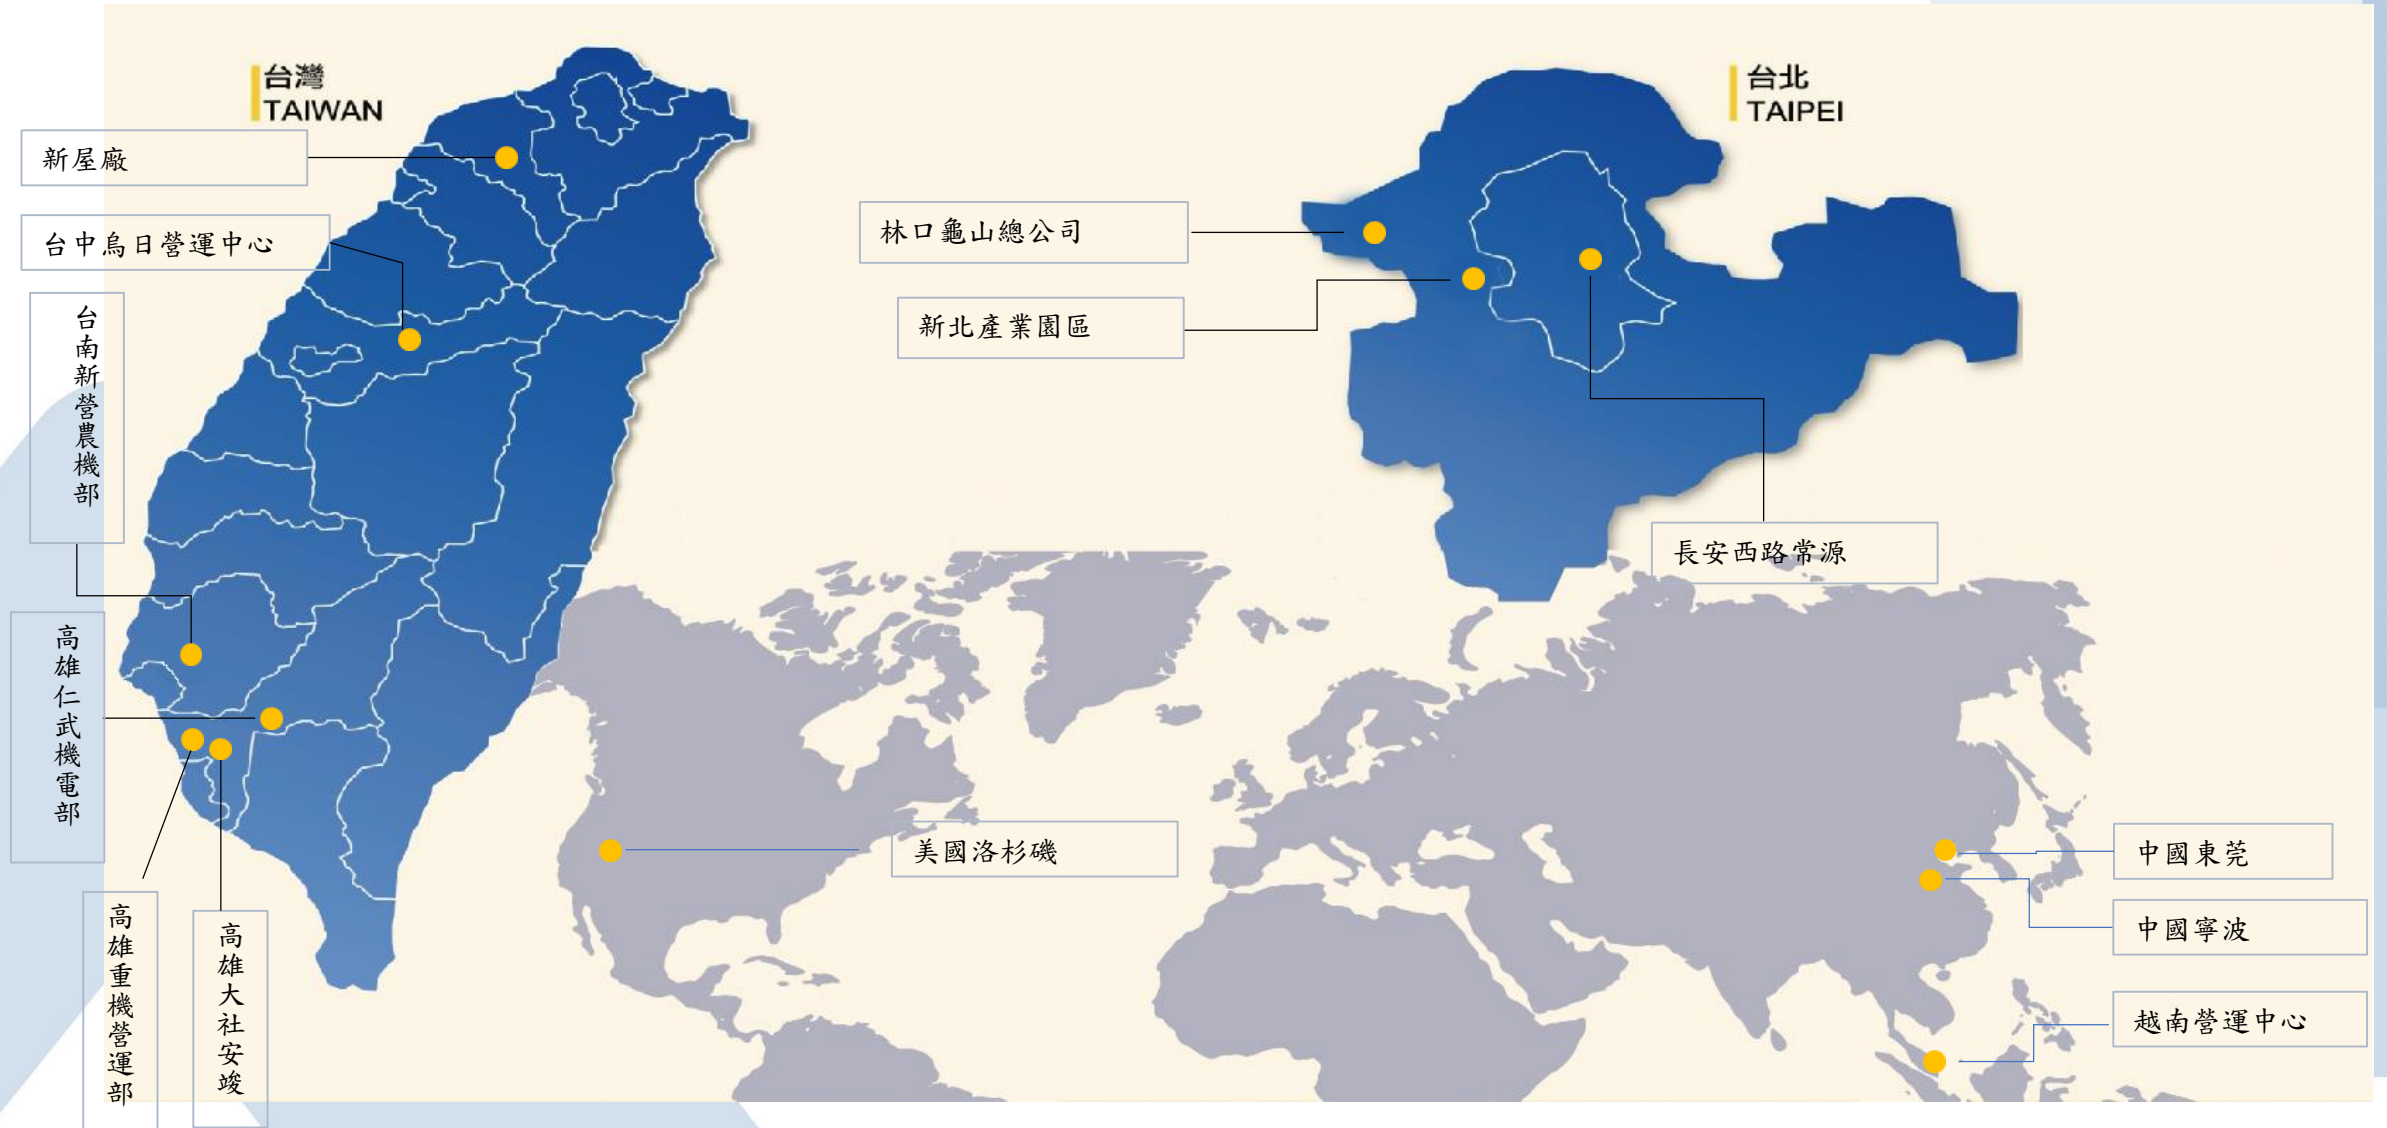 台灣
TAIWAN
新屋廠
台中烏日營運中心
台南新營農機部
高雄仁武機電部
高雄重機營運部
高雄大社安竣
台北
TAIPEI
林口龜山總公司
新北產業園區
長安西路常源
美國洛杉磯
中國東莞
中國寧波
越南營運中心